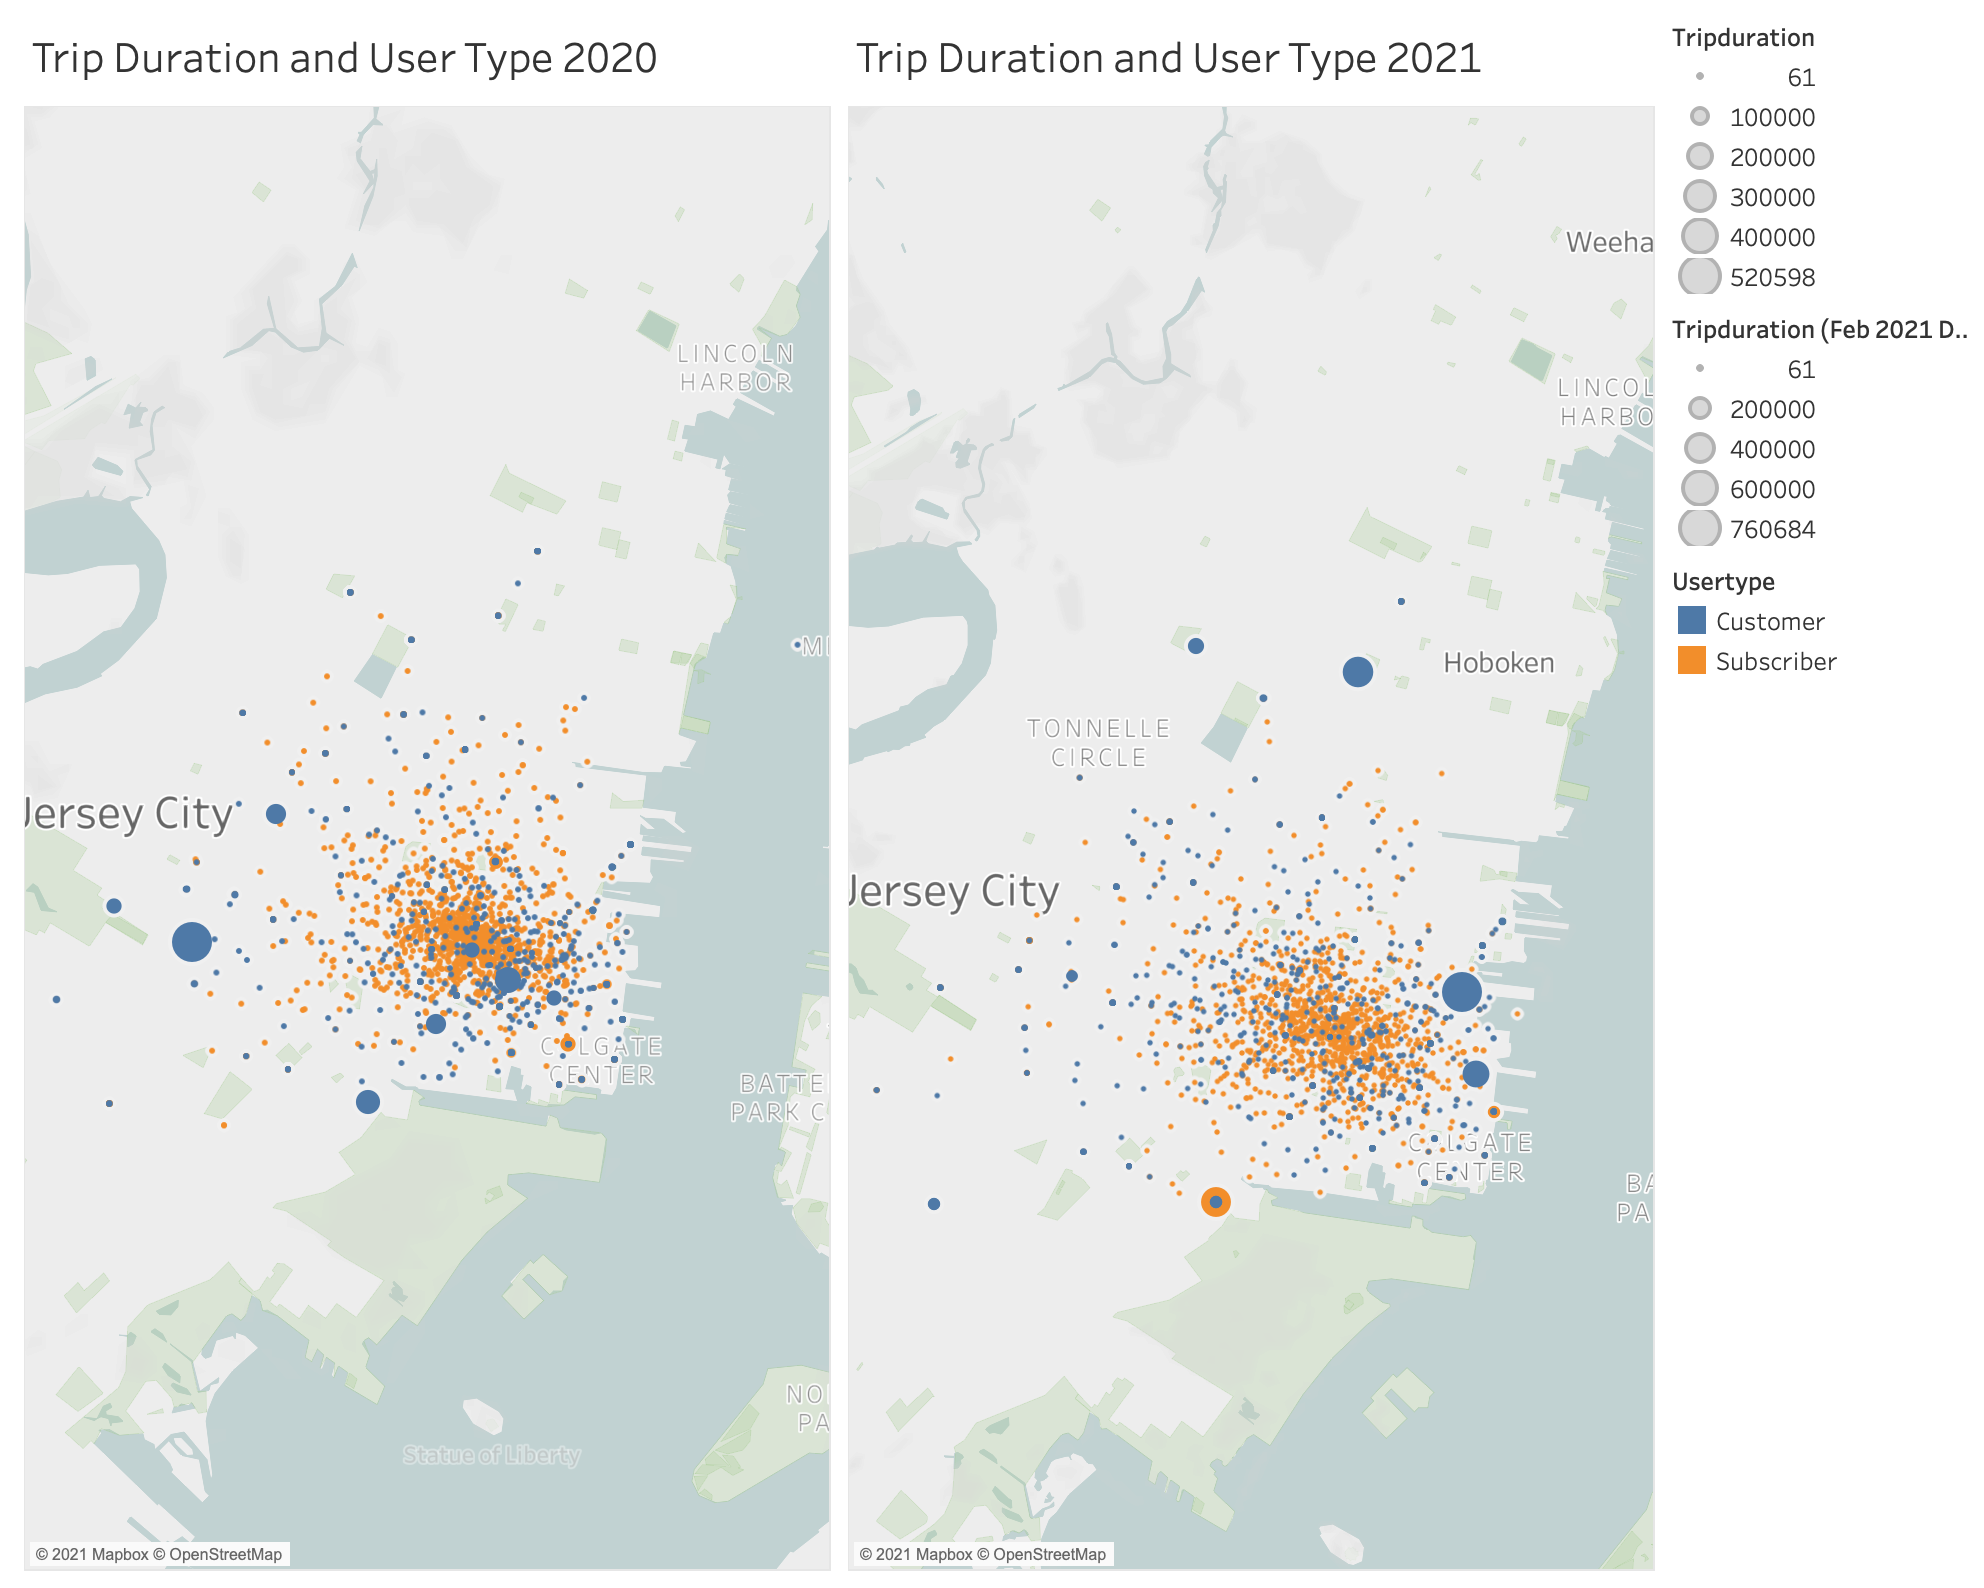 Trip Duration and User Type 2020
LINCOLN
HARBOR
Jersey City
COLGATE
CENTER
BATTE
PARK C
NO
PA
Statue of Liberty
© 2021 Mapbox © OpenStreetMap
Trip Duration and User Type 2021
Weeha
LINCOL
HARBO
Hoboken
TONNELLE
CIRCLE
Jersey City
COLGATE
CENTER
BA
PA
© 2021 Mapbox © OpenStreetMap
Tripduration
61
100000
200000
300000
400000
520598
Tripduration (Feb 2021 D..
61
200000
400000
600000
760684
Usertype
Customer
Subscriber